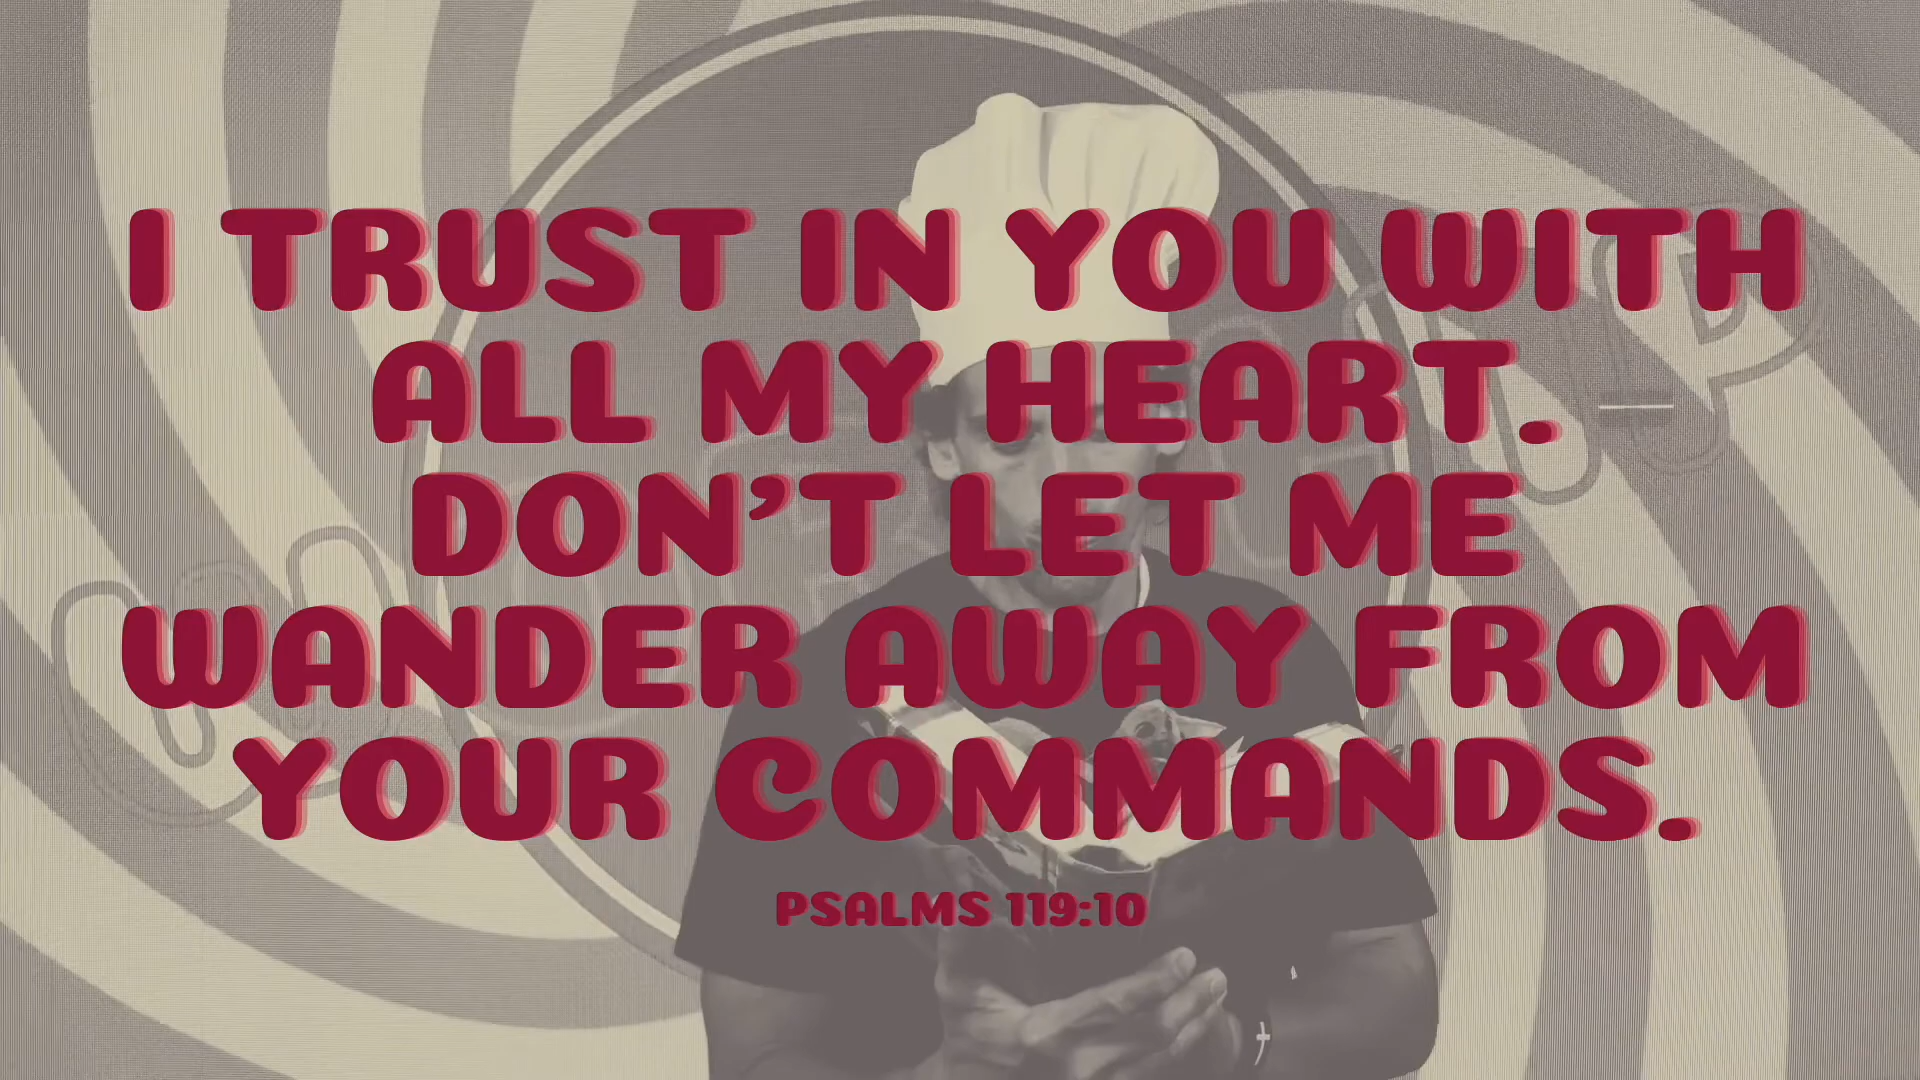 I TRUST IN YOU WITH
ALL MY HEART.
DON’T LET ME
WANDER AWAY FROM
YOUR COMMANDS.
PSALMS 119:10